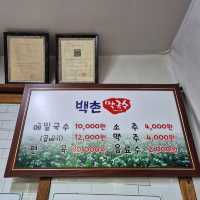 백촌 막국수
메밀국수 10,000원 소 주 4,000원
(곱빼기) 12,000원 약 주 4,000원
편 육 30,000원 음료수 2,000원